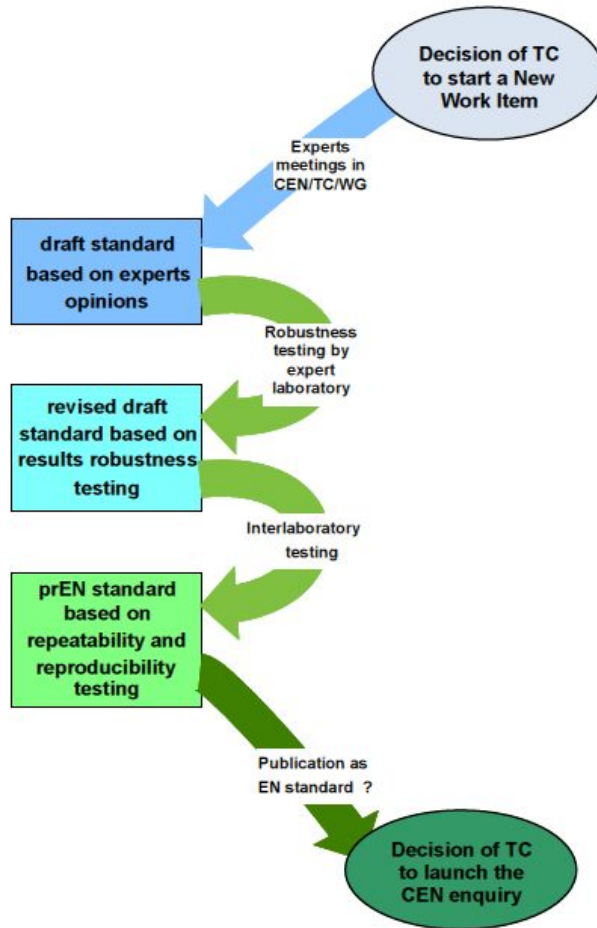 Decision of TC
to start a New
Work Item
Experts
meetings in
CEN/TC/WG
draft standard
based on experts
opinions
Robustness
testing by
expert
laboratory
revised draft
standard based on
results robustness
testing
Interlaboratory
testing
prEN standard
based on
repeatability and
reproducibility
testing
Publication as
EN standard ?
Decision of TC
to launch the
CEN enquiry